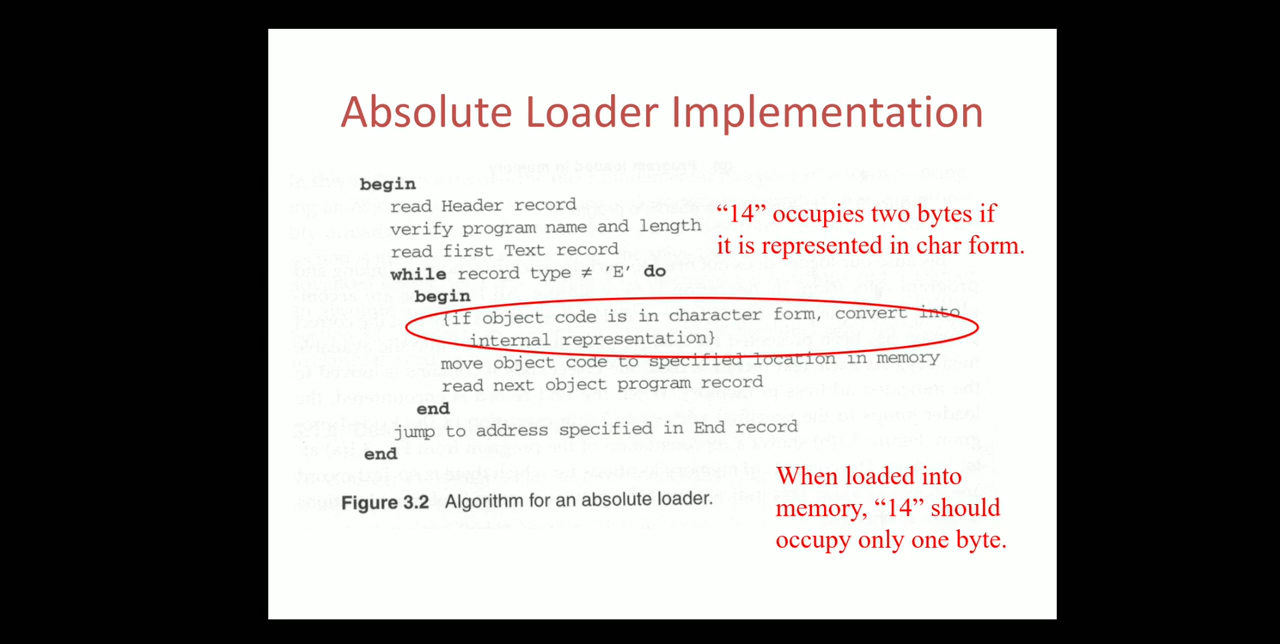 Absolute Loader Implementation
begin
read Header record
verify program name and length
read first Text record
while record type ≠ 'E' do
begin
{if object code is in character form, convert into
internal representation}
move object code to specified location in memory
read next object program record
end
jump to address specified in End record
end
Figure 3.2 Algorithm for an absolute loader.
“14” occupies two bytes if
it is represented in char form.
When loaded into
memory, “14” should
occupy only one byte.